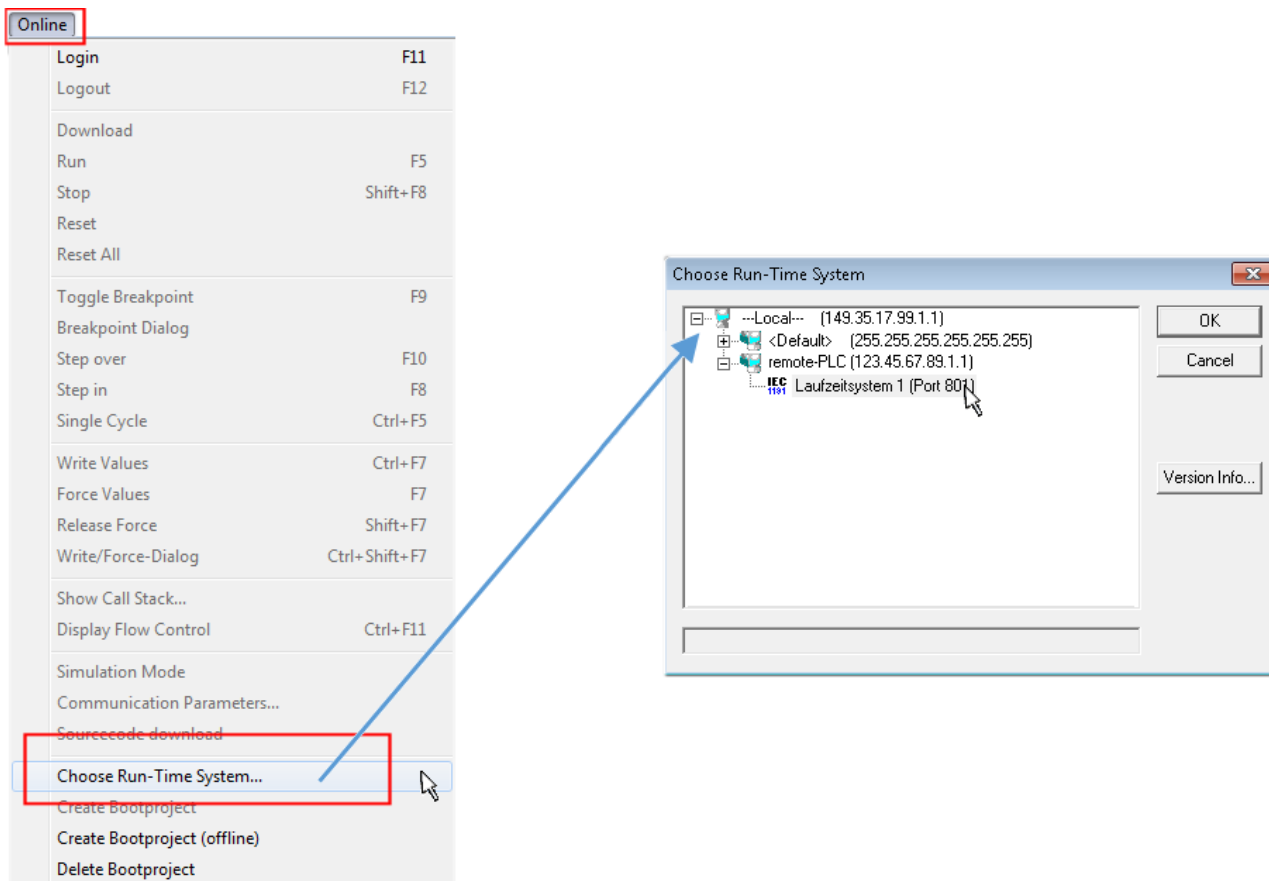 Online
Login F11
Logout F12
Download
Run F5
Stop Shift+F8
Reset
Reset All
Toggle Breakpoint F9
Breakpoint Dialog
Step over F10
Step in F8
Single Cycle Ctrl+F5
Write Values Ctrl+F7
Force Values F7
Release Force Shift+F7
Write/Force-Dialog Ctrl+Shift+F7
Show Call Stack...
Display Flow Control Ctrl+F11
Simulation Mode
Communication Parameters...
Sourcecode download
Choose Run-Time System...
Create Bootproject
Create Bootproject (offline)
Delete Bootproject
Choose Run-Time System
---Local--- (149.35.17.99.1.1)
<Default> (255.255.255.255.255.255)
remote-PLC (123.45.67.89.1.1)
IEC
1131
Laufzeitsystem 1 (Port 801)
OK
Cancel
Version Info...